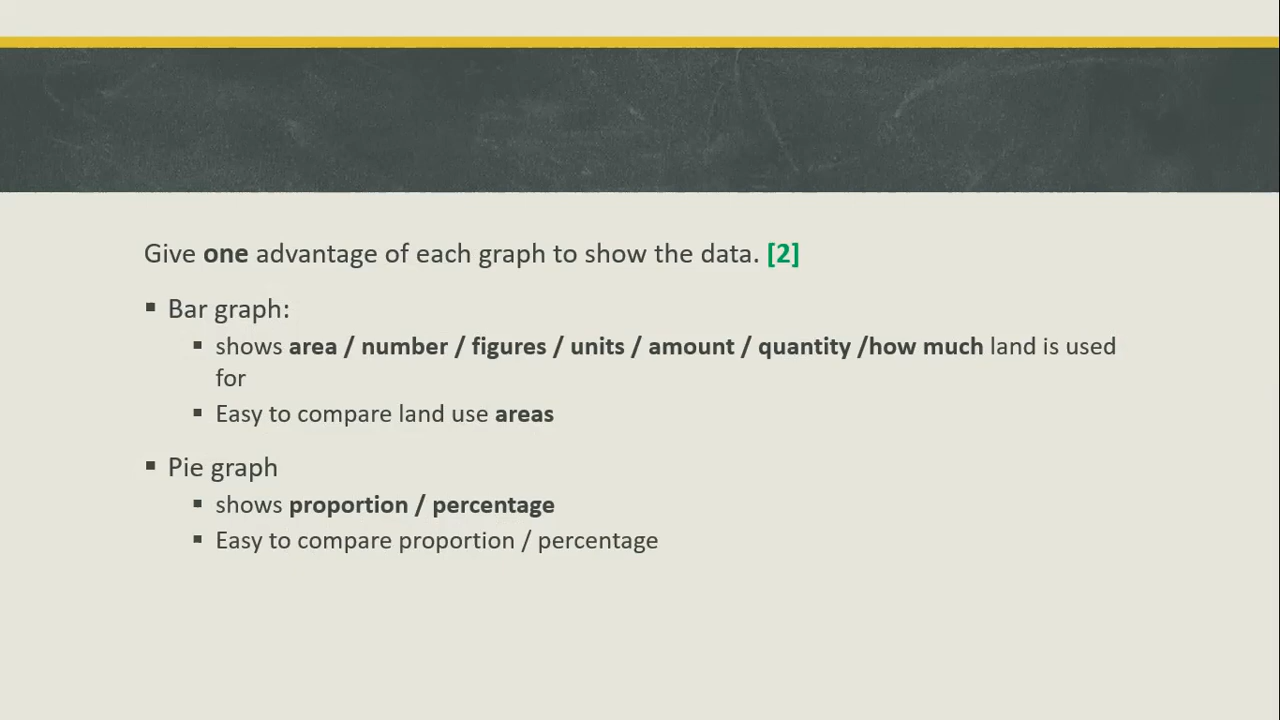 Give one advantage of each graph to show the data. [2]
▪ Bar graph:
▪ shows area / number / figures / units / amount / quantity /how much land is used
for
▪ Easy to compare land use areas
▪ Pie graph
▪ shows proportion / percentage
▪ Easy to compare proportion / percentage